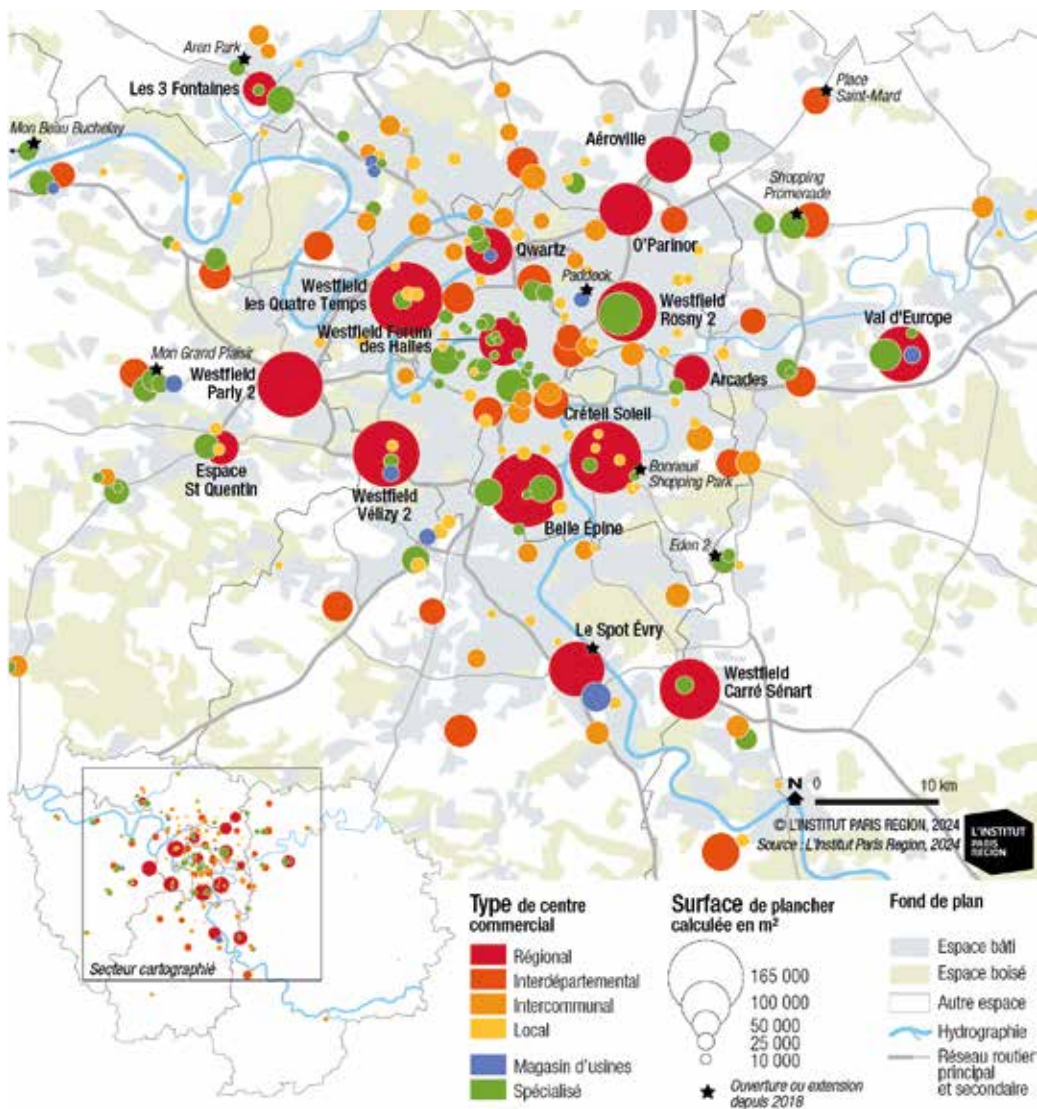 Aren Park
Les 3 Fontaines
Mon Beau Buchelay
Place
Saint-Mard
Aéroville
Shopping
Promenade
O'Parinor
Qwartz
Paddock
Westfield
les Quatre Temps
Westfield
Rosny 2
Val d'Europe
Westfield Forum
des Halles
Mon Grand Plaisir
Westfield
Parly 2
Arcades
Créteil Soleil
Espace
St Quentin
Westfield
Vélizy 2
Bonneuil
Shopping Park
Belle Épine
Eden 2
Le Spot Évry
Westfield
Carré Sénart
N
0 10 km
© L'INSTITUT PARIS REGION, 2024
Source : L'Institut Paris Region, 2024
L'INSTITUT
PARIS
REGION
Secteur cartographié
Type de centre
commercial
Régional
Interdépartemental
Intercommunal
Local
Magasin d'usines
Spécialisé
Surface de plancher
calculée en m²
165 000
100 000
50 000
25 000
10 000
Ouverture ou extension
depuis 2018
Fond de plan
Espace bâti
Espace boisé
Autre espace
Hydrographie
Réseau routier
principal
et secondaire